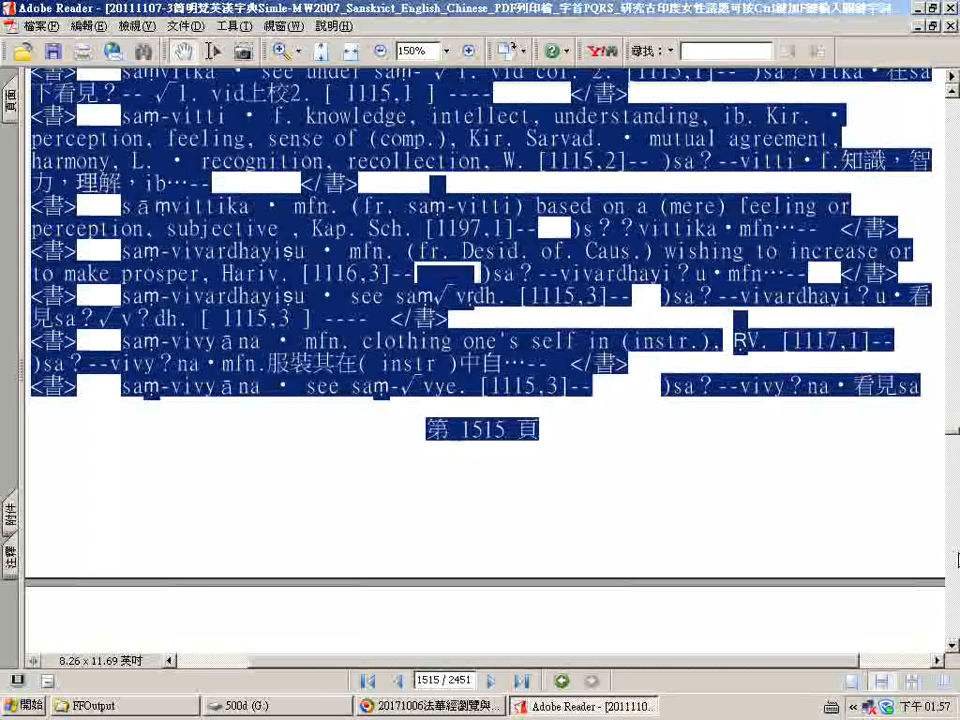 Adobe Reader - [20111107-3簡明梵英漢字典Simle-MW2007_Sanskrict_English_Chinese_PDF列印檔_字首PQRS_研究古印度女性議題可按Ctrl鍵加F鍵輸入關鍵字詞
檔案(F) 編輯(E) 檢視(V) 文件(D) 工具(T) 視窗(W) 說明(H)
150% 尋找：
頁面
<書> saṃvitka • see under saṃ- √ 1. vid col. 2. [1115,1]-- )sa？vitka•在sa
下看見？-- √ 1. vid上校2. [ 1115,1 ] ---- </書>
<書> saṃ-vitti • f. knowledge, intellect, understanding, ib. Kir. •
perception, feeling, sense of (comp.), Kir. Sarvad. • mutual agreement,
harmony, L. • recognition, recollection, W. [1115,2]-- )sa？--vitti•f.知識，智
力，理解，ib…-- </書>
<書> sāṃvittika • mfn. (fr. saṃ-vitti) based on a (mere) feeling or
perception, subjective , Kap. Sch. [1197,1]-- )s？？vittika•mfn…-- </書>
<書> saṃ-vivardhayiṣu • mfn. (fr. Desid. of. Caus.) wishing to increase or
to make prosper, Hariv. [1116,3]-- )sa？--vivardhayi？u•mfn…-- </書>
<書> saṃ-vivardhayiṣu • see saṃ√vṛdh. [1115,3]-- )sa？--vivardhayi？u•看
見sa？√v？dh. [ 1115,3 ] ---- </書>
<書> saṃ-vivyāna • mfn. clothing one's self in (instr.), ṚV. [1117,1]--
)sa？--vivy？na•mfn.服裝其在( instr )中自…-- </書>
<書> saṃ-vivyāna • see saṃ-√vye. [1115,3]-- )sa？--vivy？na•看見sa
第 1515 頁
附件
注釋
8.26 x 11.69 英吋
1515 / 2451
開始 FFOutput 500d (G:) 20171006法華經瀏覽與... Adobe Reader - [2011110... 下午 01:57